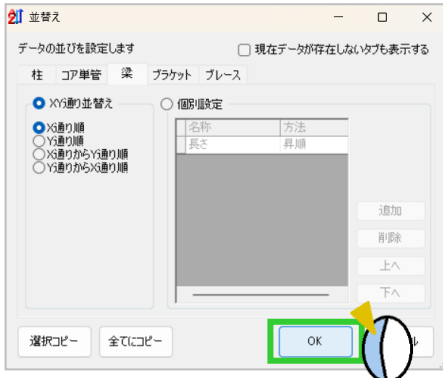 並替え
データの並びを設定します
現在データが存在しないタブも表示する
柱 コア単管 梁 ブラケット ブレース
XY通り並替え
個別設定
X通り順
Y通り順
X通りからY通り順
Y通りからX通り順
名称 方法
長さ 昇順
追加
削除
上へ
下へ
選択コピー 全てにコピー OK ル